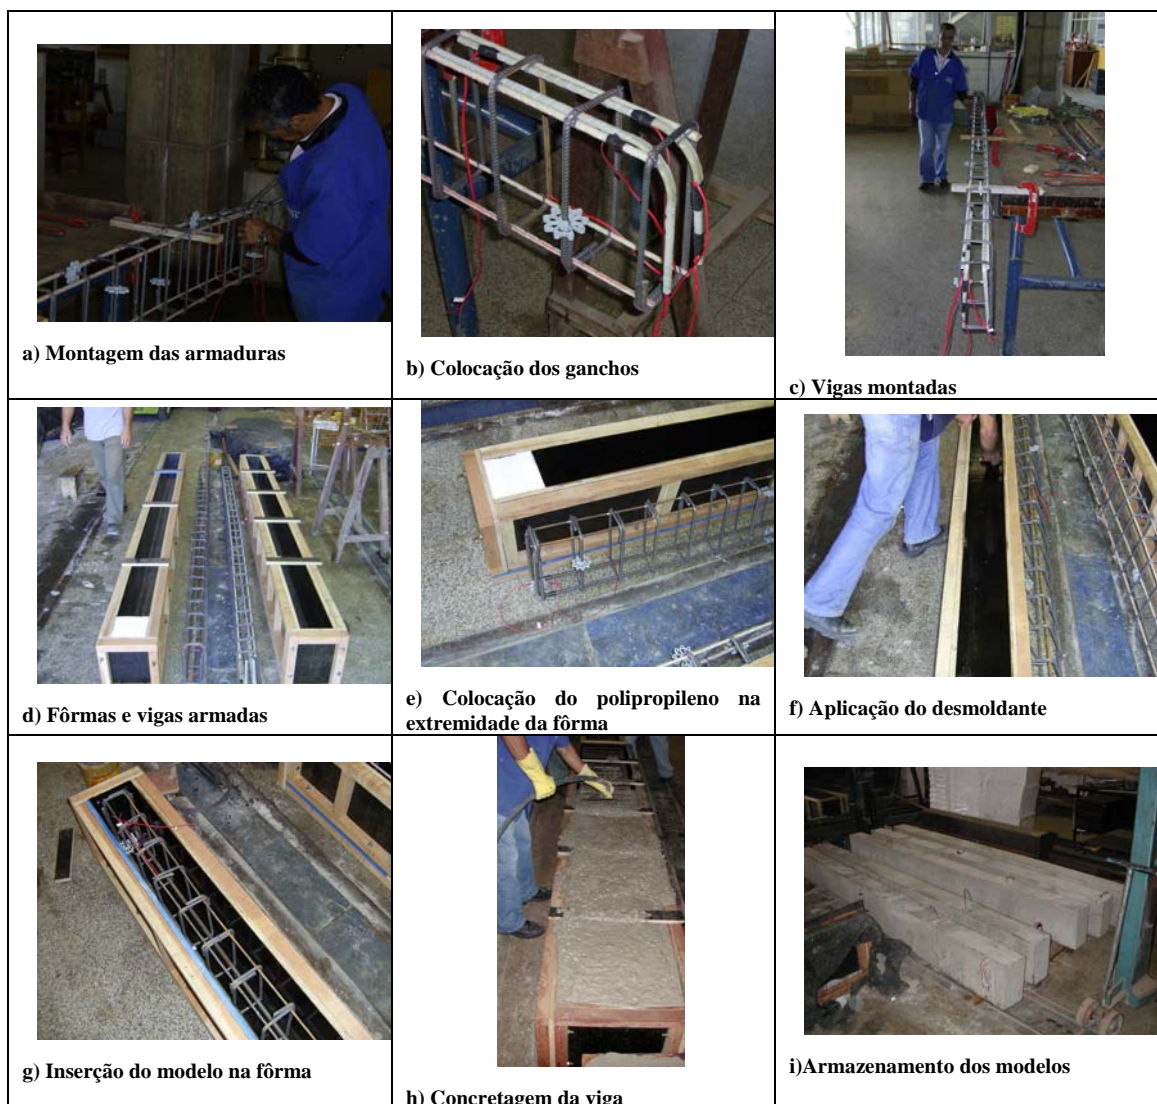 a) Montagem das armaduras
b) Colocação dos ganchos
c) Vigas montadas
d) Fôrmas e vigas armadas
e) Colocação do polipropileno na
extremidade da fôrma
f) Aplicação do desmoldante
g) Inserção do modelo na fôrma
h) Concretagem da viga
i)Armazenamento dos modelos